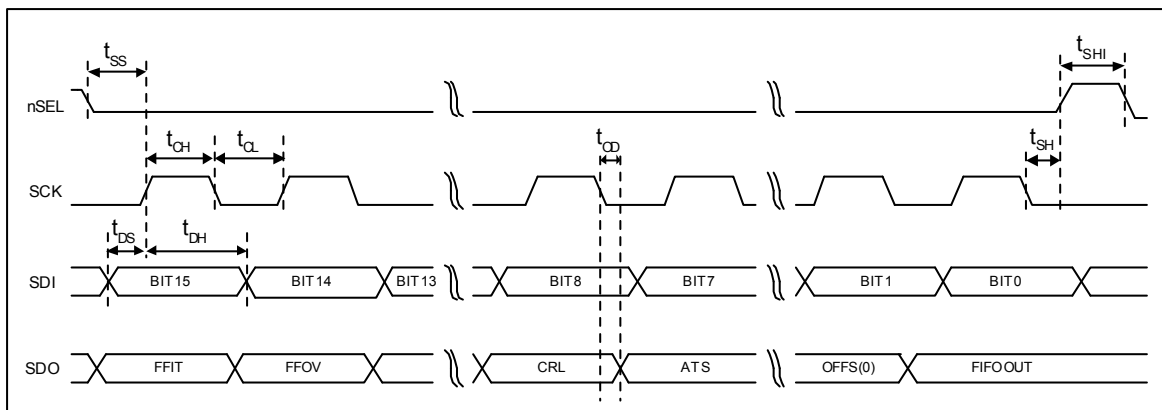 tSS
tSHI
nSEL
tCH
tCL
tOD
tSH
SCK
tDS
tDH
SDI
BIT15
BIT14
BIT13
BIT8
BIT7
BIT1
BIT0
SDO
FFIT
FFOV
CRL
ATS
OFFS(0)
FIFOOUT